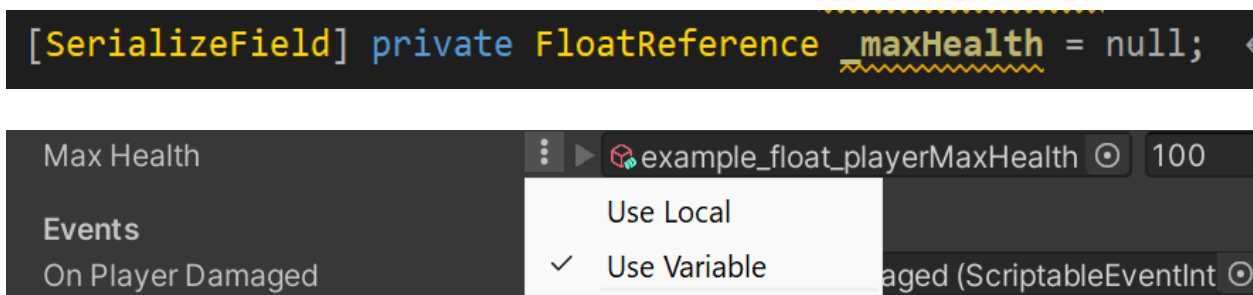 [SerializeField] private FloatReference _maxHealth = null;
Max Health example_float_playerMaxHealth 100
Use Local
Events
Use Variable
On Player Damaged aged (ScriptableEventInt